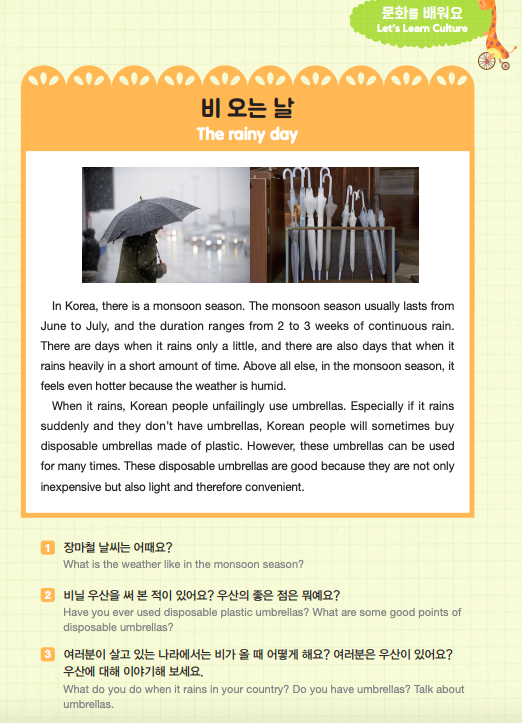 문화를 배워요
Let's Learn Culture
비 오는 날
The rainy day
In Korea, there is a monsoon season. The monsoon season usually lasts from
June to July, and the duration ranges from 2 to 3 weeks of continuous rain.
There are days when it rains only a little, and there are also days that when it
rains heavily in a short amount of time. Above all else, in the monsoon season, it
feels even hotter because the weather is humid.
When it rains, Korean people unfailingly use umbrellas. Especially if it rains
suddenly and they don't have umbrellas, Korean people will sometimes buy
disposable umbrellas made of plastic. However, these umbrellas can be used
for many times. These disposable umbrellas are good because they are not only
inexpensive but also light and therefore convenient.
1 장마철 날씨는 어때요?
What is the weather like in the monsoon season?
2 비닐 우산을 써 본 적이 있어요? 우산의 좋은 점은 뭐예요?
Have you ever used disposable plastic umbrellas? What are some good points of
disposable umbrellas?
3 여러분이 살고 있는 나라에서는 비가 올 때 어떻게 해요? 여러분은 우산이 있어요?
우산에 대해 이야기해 보세요.
What do you do when it rains in your country? Do you have umbrellas? Talk about
umbrellas.